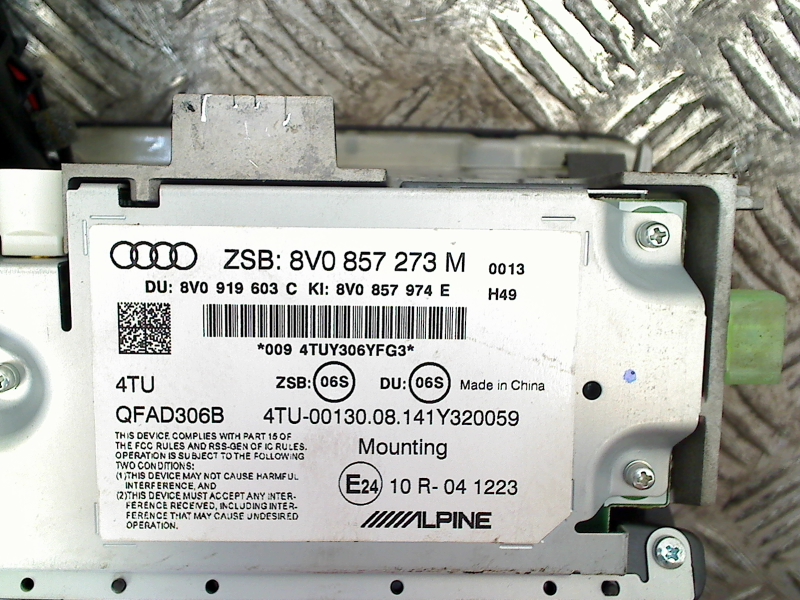 ZSB: 8V0 857 273 M 0013
DU: 8V0 919 603 C KI: 8V0 857 974 E H49
*009 4TUY306YFG3*
4TU ZSB: 06S DU: 06S Made in China
QFAD306B 4TU-00130.08.141Y320059
THIS DEVICE COMPLIES WITH PART 15 OF
THE FCC RULES AND RSS-GEN OF IC RULES.
OPERATION IS SUBJECT TO THE FOLLOWING
TWO CONDITIONS:
(1)THIS DEVICE MAY NOT CAUSE HARMFUL
INTERFERENCE, AND
(2)THIS DEVICE MUST ACCEPT ANY INTER-
FERENCE RECEIVED, INCLUDING INTER-
FERENCE THAT MAY CAUSE UNDESIRED
OPERATION.
Mounting
E24 10 R- 04 1223
ALPINE